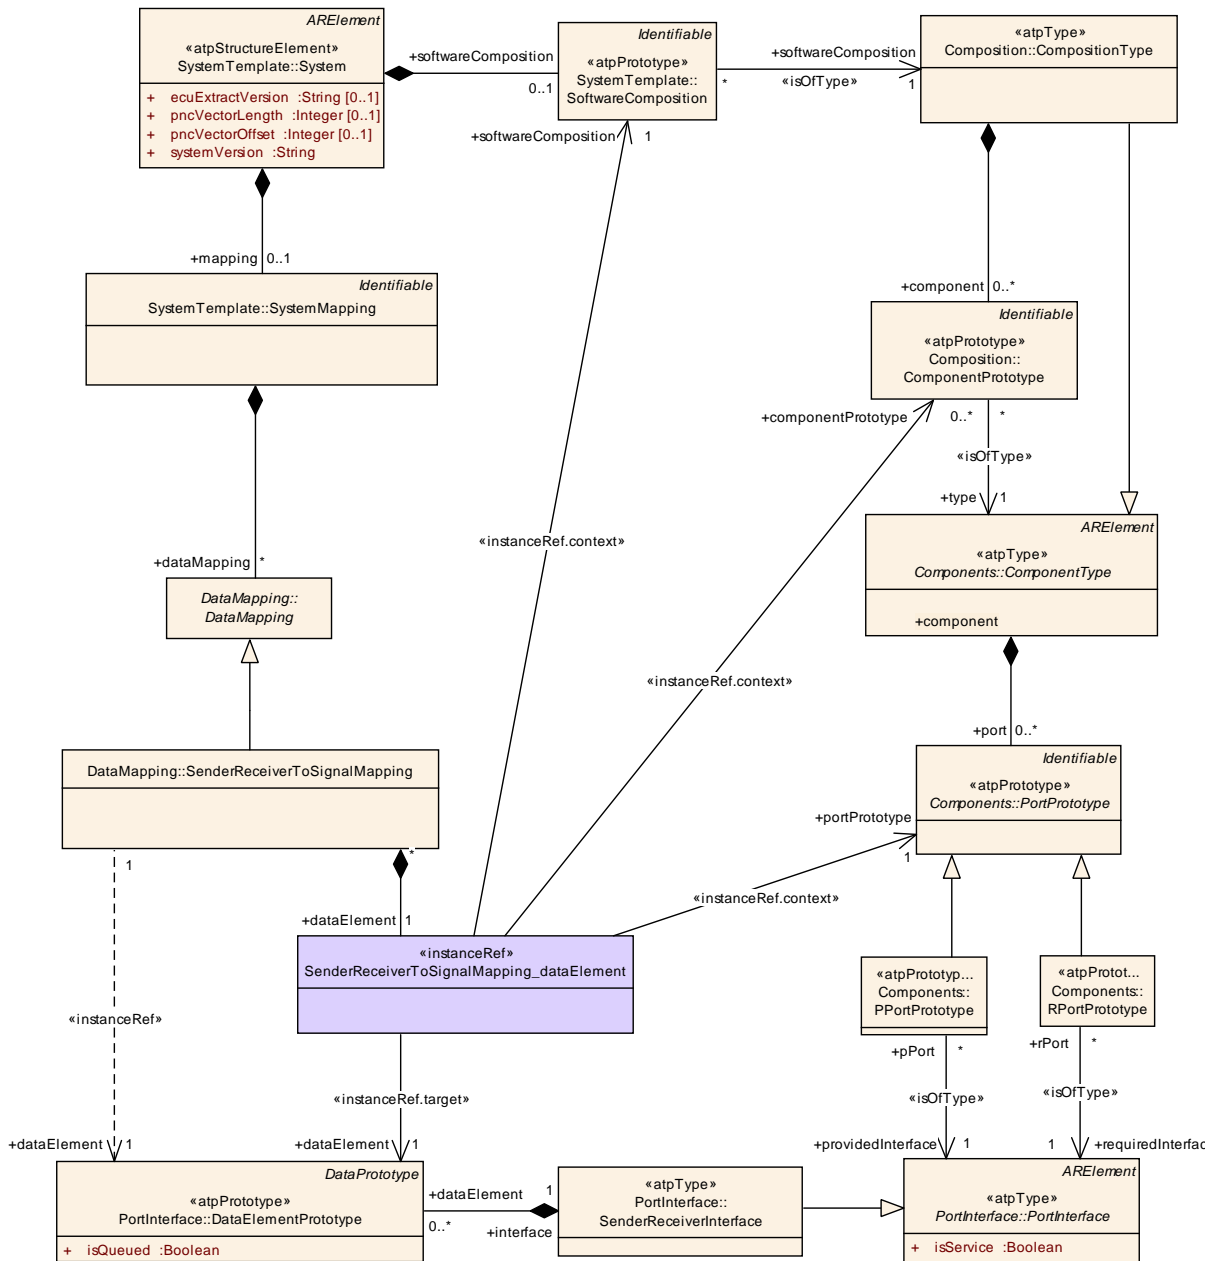 ARElement
«atpStructureElement»
SystemTemplate::System
+ ecuExtractVersion :String [0..1]
+ pncVectorLength :Integer [0..1]
+ pncVectorOffset :Integer [0..1]
+ systemVersion :String
+softwareComposition
0..1
Identifiable
«atpPrototype»
SystemTemplate::
SoftwareComposition
+softwareComposition
*
«isOfType»
1
«atpType»
Composition::CompositionType
+softwareComposition 1
+mapping 0..1
Identifiable
SystemTemplate::SystemMapping
+component 0..*
Identifiable
«atpPrototype»
Composition::
ComponentPrototype
+componentPrototype 0..* *
«isOfType»
+type 1
«instanceRef.context»
ARElement
«atpType»
Components::ComponentType
+component
+dataMapping *
DataMapping::
DataMapping
«instanceRef.context»
+port 0..*
Identifiable
«atpPrototype»
Components::PortPrototype
DataMapping::SenderReceiverToSignalMapping
+portPrototype
1
1
*
«instanceRef.context»
+dataElement 1
«instanceRef»
SenderReceiverToSignalMapping_dataElement
«atpPrototyp...
Components::
PPortPrototype
«atpPrototyp...
Components::
RPortPrototype
«instanceRef»
+pPort *
+rPort *
«instanceRef.target»
«isOfType»
«isOfType»
+dataElement 1
+dataElement 1
+providedInterface 1
1 +requiredInterface
DataPrototype
«atpPrototype»
PortInterface::DataElementPrototype
+ isQueued :Boolean
+dataElement 1
0..* +interface
«atpType»
PortInterface::
SenderReceiverInterface
ARElement
«atpType»
PortInterface::PortInterface
+ isService :Boolean